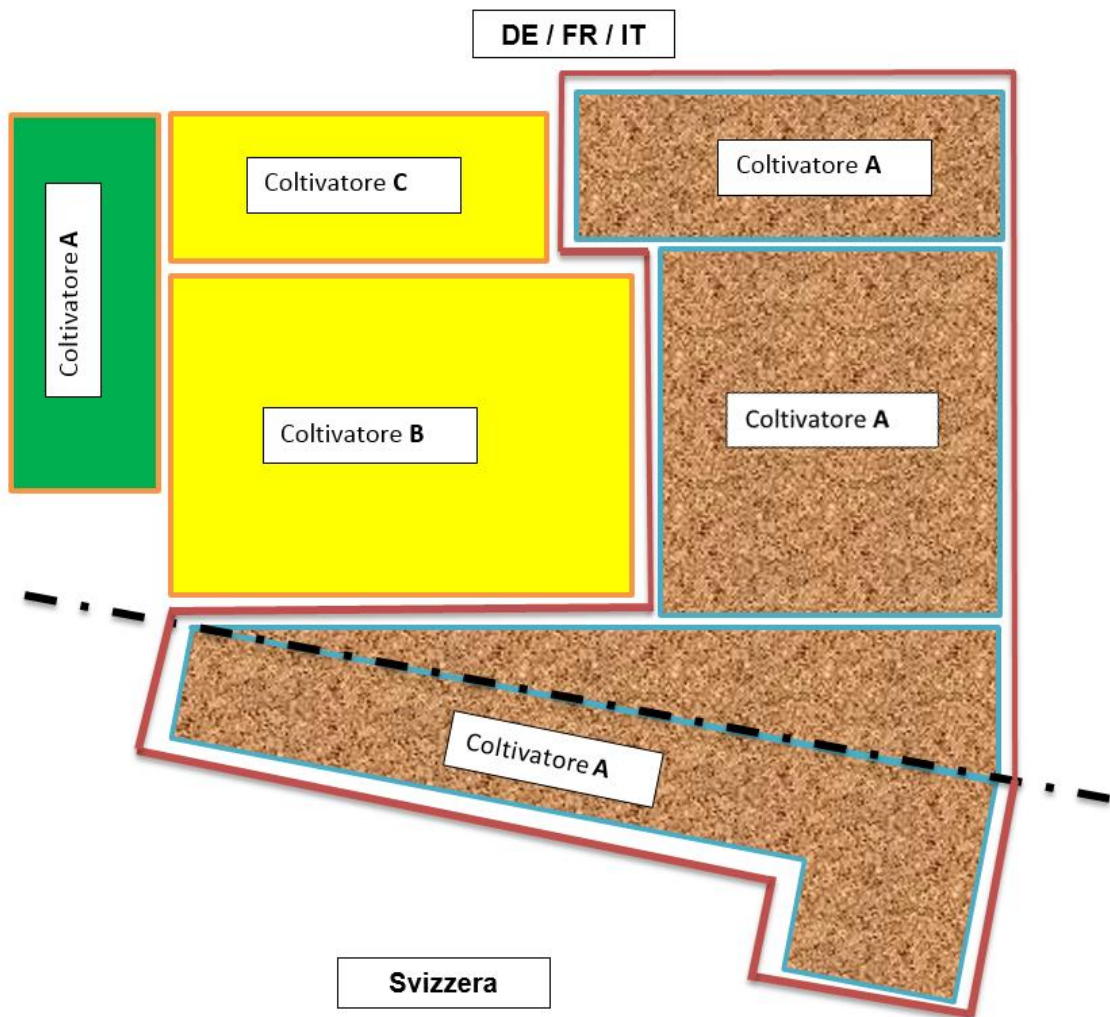 DE / FR / IT
Coltivatore A
Coltivatore C
Coltivatore A
Coltivatore B
Coltivatore A
Coltivatore A
Svizzera